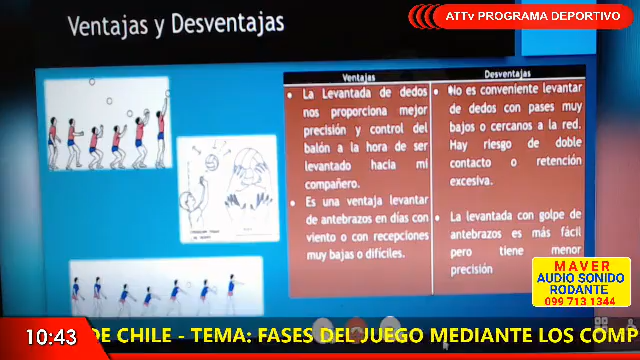 ATTv PROGRAMA DEPORTIVO
Ventajas y Desventajas
Ventajas
• La Levantada de dedos
nos proporciona mejor
precisión y control del
balón a la hora de ser
levantado hacia mí
compañero.
• Es una ventaja levantar
de antebrazos en días con
viento o con recepciones
muy bajas o difíciles.
Desventajas
• No es conveniente levantar
de dedos con pases muy
bajos o cercanos a la red.
Hay riesgo de doble
contacto o retención
excesiva.
• La levantada con golpe de
antebrazos es más fácil
pero tiene menor
precisión
MAVER
AUDIO SONIDO
RODANTE
099 713 1344
10:43
DE CHILE - TEMA: FASES DEL JUEGO MEDIANTE LOS COMP